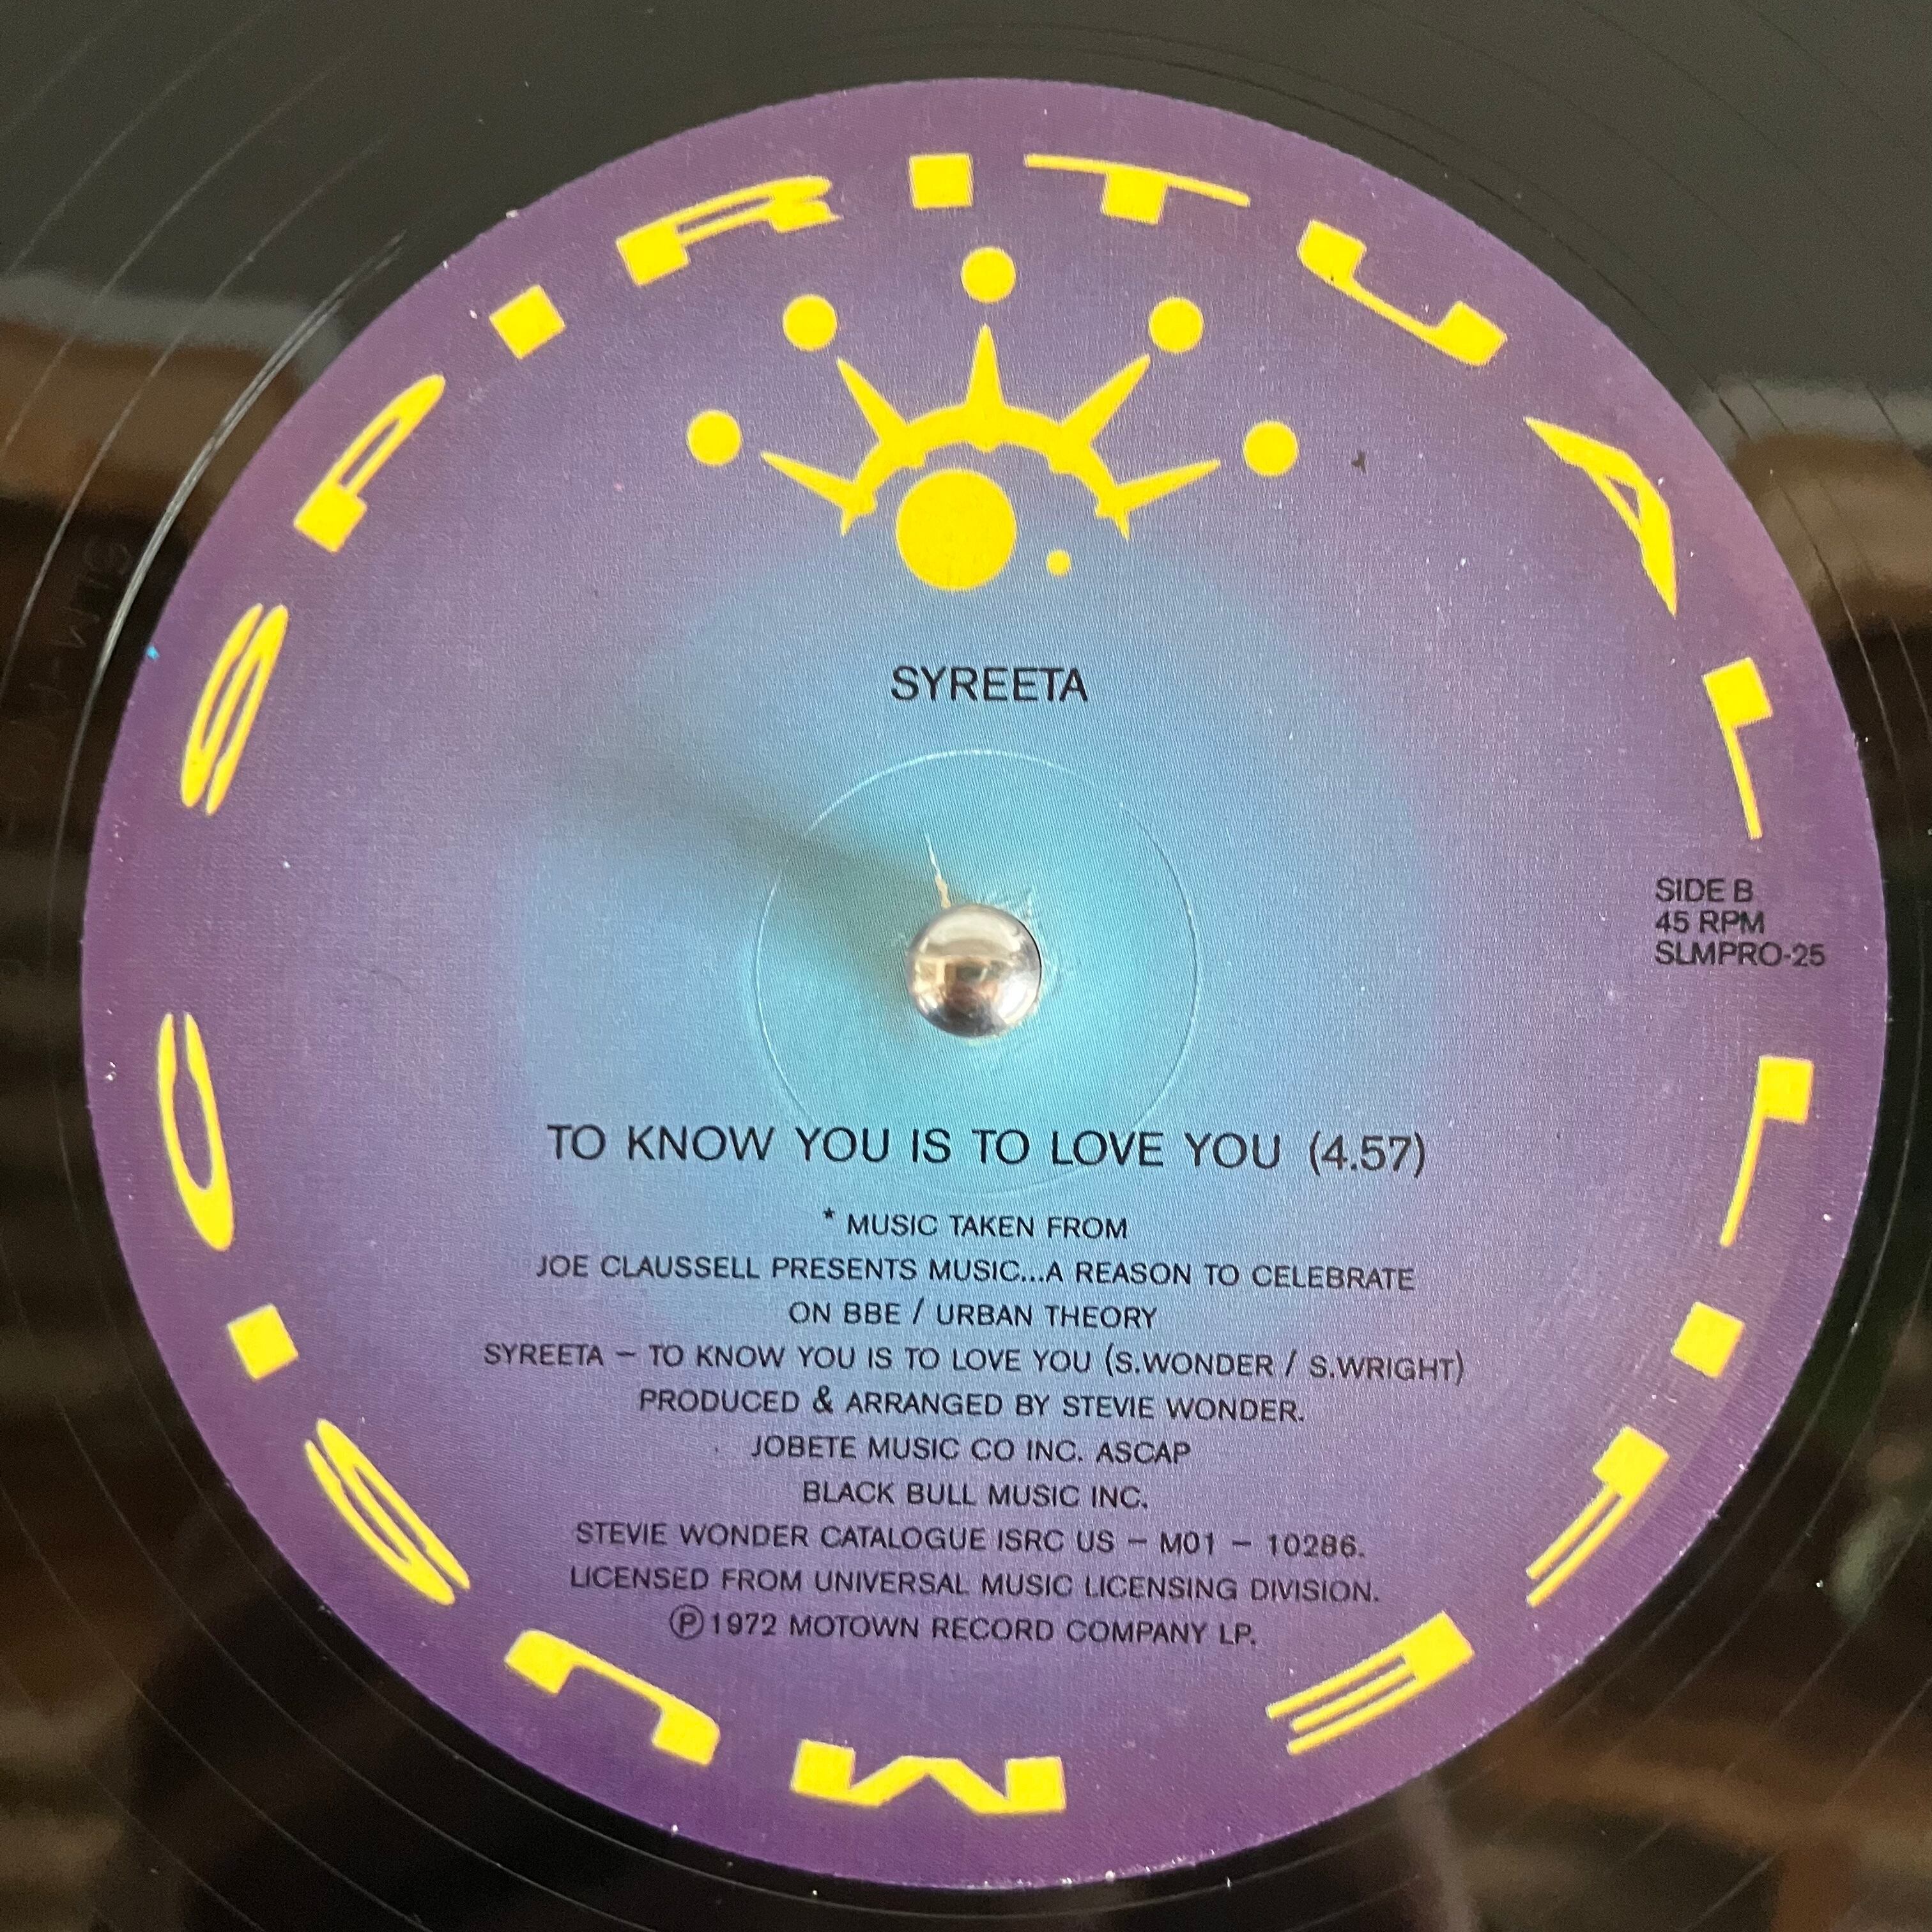 SPIRITUAL LIFE MUSIC
SYREETA
SIDE B
45 RPM
SLMPRO-25
TO KNOW YOU IS TO LOVE YOU (4.57)
* MUSIC TAKEN FROM
JOE CLAUSSELL PRESENTS MUSIC...A REASON TO CELEBRATE
ON BBE / URBAN THEORY
SYREETA – TO KNOW YOU IS TO LOVE YOU (S.WONDER / S.WRIGHT)
PRODUCED & ARRANGED BY STEVIE WONDER.
JOBETE MUSIC CO INC. ASCAP
BLACK BULL MUSIC INC.
STEVIE WONDER CATALOGUE ISRC US – M01 – 10286.
LICENSED FROM UNIVERSAL MUSIC LICENSING DIVISION.
Ⓟ1972 MOTOWN RECORD COMPANY LP.